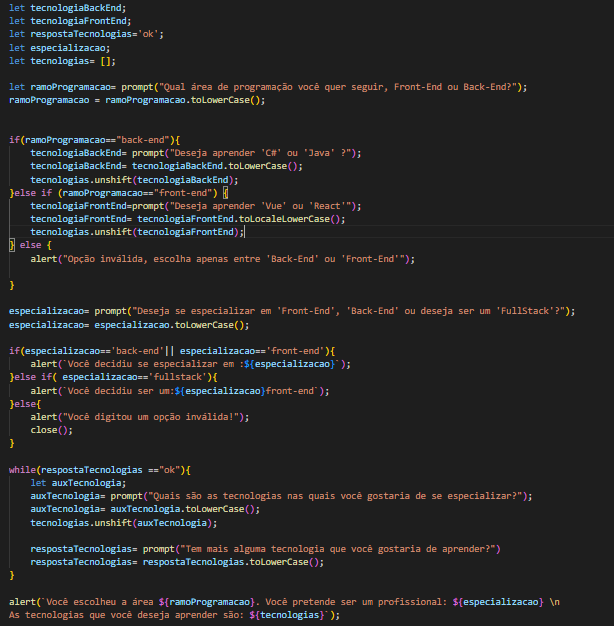 let tecnologiaBackEnd;
let tecnologiaFrontEnd;
let respostaTecnologias='ok';
let especializacao;
let tecnologias= [];
let ramoProgramacao= prompt("Qual área de programação você quer seguir, Front-End ou Back-End?");
ramoProgramacao = ramoProgramacao.toLowerCase();
if(ramoProgramacao=="back-end"){
tecnologiaBackEnd= prompt("Deseja aprender 'C#' ou 'Java' ?");
tecnologiaBackEnd= tecnologiaBackEnd.toLowerCase();
tecnologias.unshift(tecnologiaBackEnd);
}else if (ramoProgramacao=="front-end") {
tecnologiaFrontEnd=prompt("Deseja aprender 'Vue' ou 'React'");
tecnologiaFrontEnd= tecnologiaFrontEnd.toLocaleLowerCase();
tecnologias.unshift(tecnologiaFrontEnd);
} else {
alert("Opção inválida, escolha apenas entre 'Back-End' ou 'Front-End'");
}
especializacao= prompt("Deseja se especializar em 'Front-End', 'Back-End' ou deseja ser um 'FullStack'?");
especializacao= especializacao.toLowerCase();
if(especializacao=='back-end'|| especializacao=='front-end'){
alert(`Você decidiu se especializar em :${especializacao}`);
}else if( especializacao=='fullstack'){
alert(`Você decidiu ser um:${especializacao}front-end`);
}else{
alert("Você digitou um opção inválida!");
close();
}
while(respostaTecnologias =="ok"){
let auxTecnologia;
auxTecnologia= prompt("Quais são as tecnologias nas quais você gostaria de se especializar?");
auxTecnologia= auxTecnologia.toLowerCase();
tecnologias.unshift(auxTecnologia);
respostaTecnologias= prompt("Tem mais alguma tecnologia que você gostaria de aprender?")
respostaTecnologias= respostaTecnologias.toLowerCase();
}
alert(`Você escolheu a área ${ramoProgramacao}. Você pretende ser um profissional: ${especializacao} \n
As tecnologias que você deseja aprender são: ${tecnologias}`);